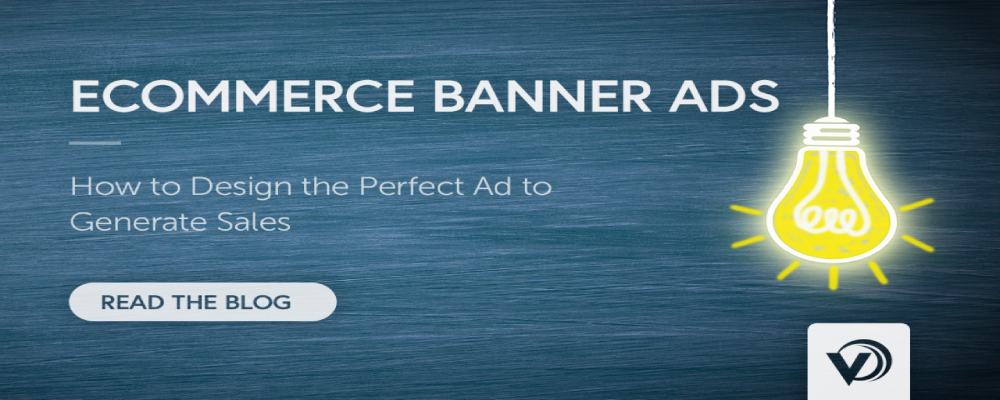 ECOMMERCE BANNER ADS
How to Design the Perfect Ad to
Generate Sales
READ THE BLOG